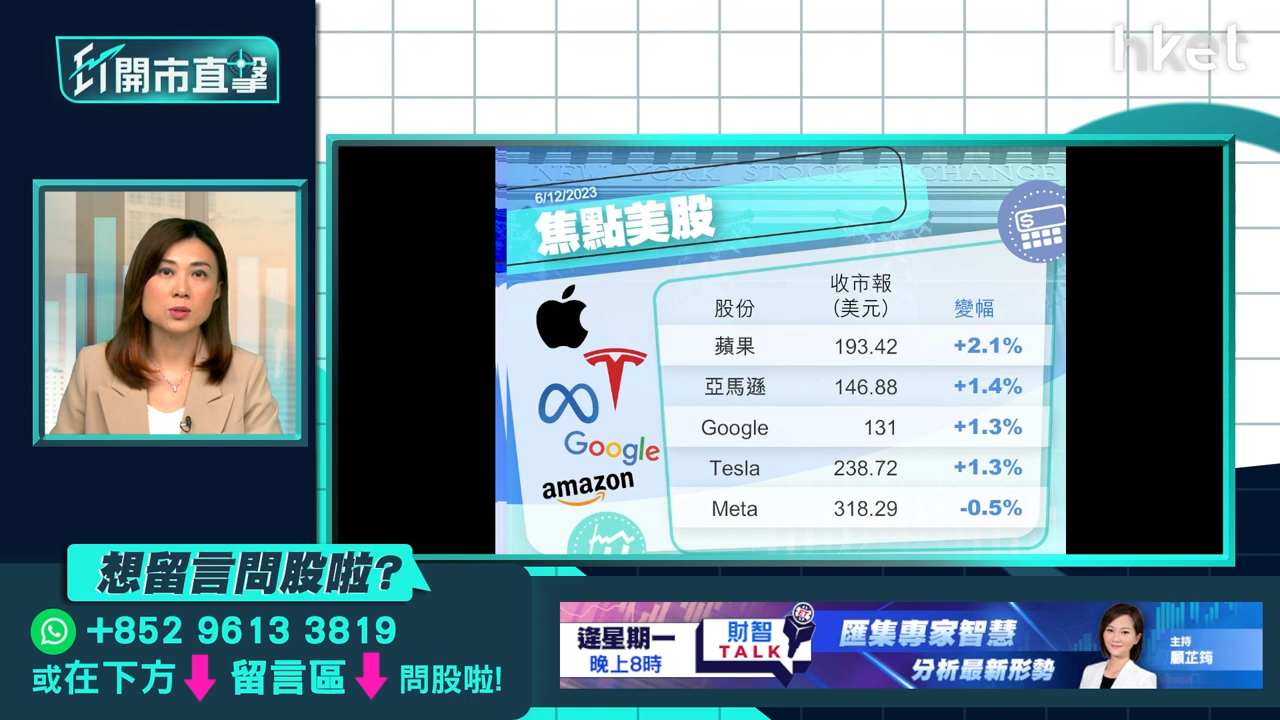 ET開市直擊
hket
NEW YORK STOCK EXCHANGE
6/12/2023
焦點美股
$
股份
收市報
(美元)
變幅
蘋果 193.42 +2.1%
亞馬遜 146.88 +1.4%
Google 131 +1.3%
Tesla 238.72 +1.3%
Meta 318.29 -0.5%
Google
amazon
想留言問股啦?
+852 9613 3819
或在下方 留言區 問股啦!
逢星期一
晚上8時
財智
TALK
ET
匯集專家智慧
分析最新形勢
主持
顧芷筠